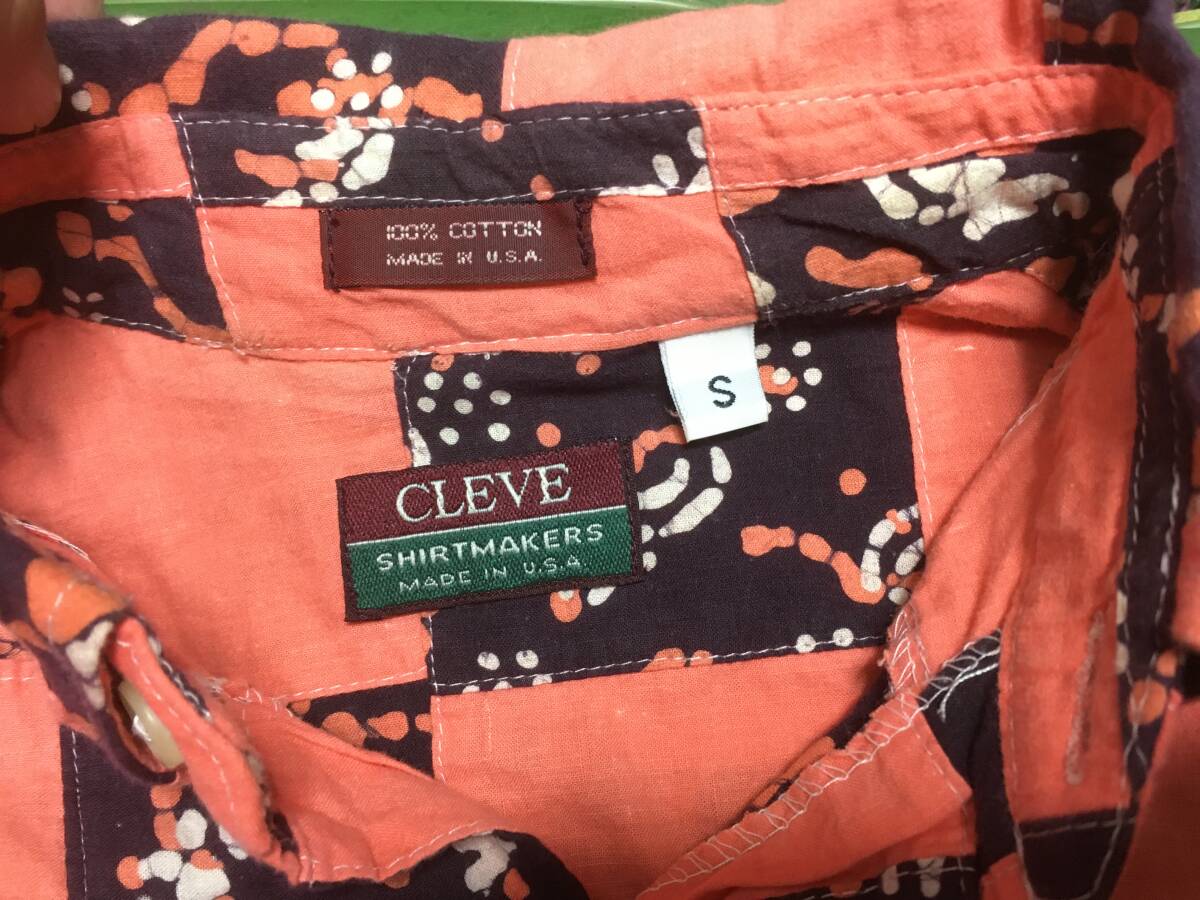 100% COTTON
MADE IN U.S.A.
S
CLEVE
SHIRTMAKERS
MADE IN U.S.A